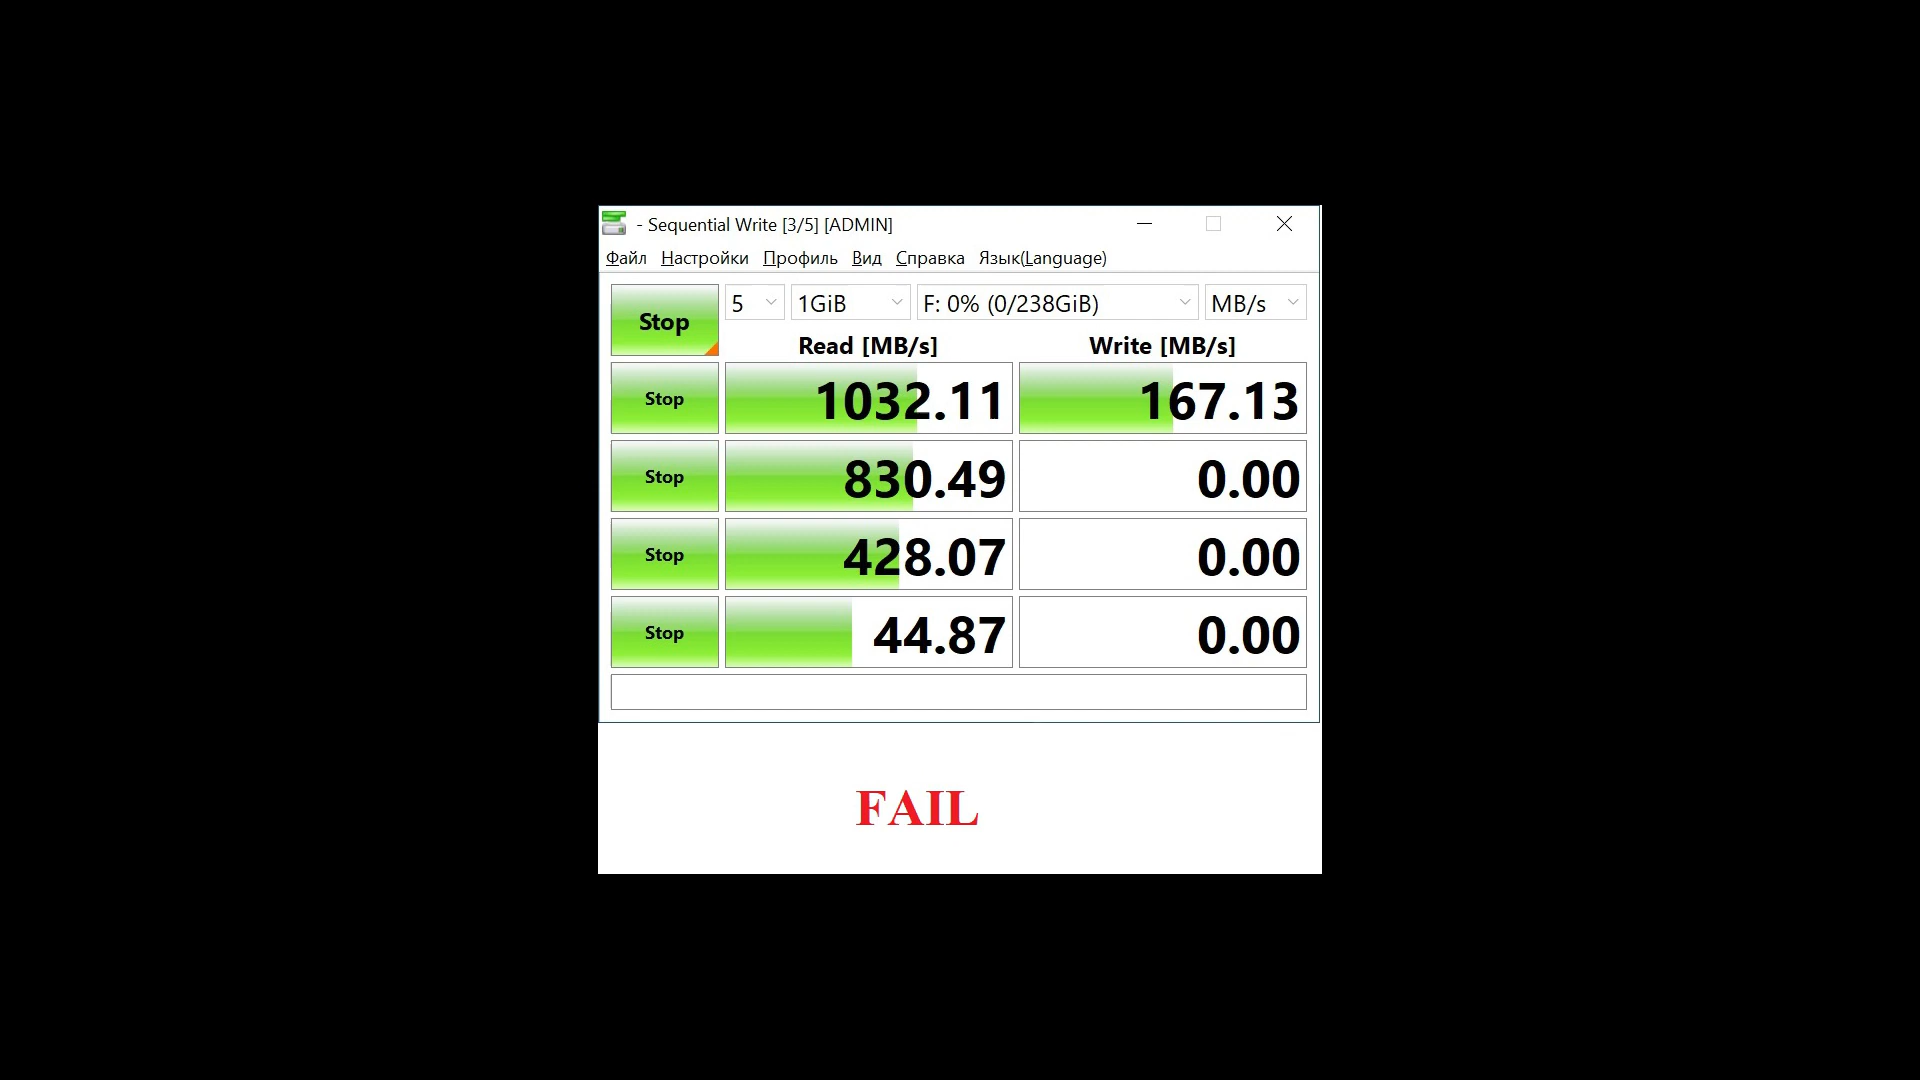 - Sequential Write [3/5] [ADMIN]
Файл Настройки Профиль Вид Справка Язык(Language)
Stop 5 1GiB F: 0% (0/238GiB) MB/s
Read [MB/s] Write [MB/s]
Stop 1032.11 167.13
Stop 830.49 0.00
Stop 428.07 0.00
Stop 44.87 0.00
FAIL